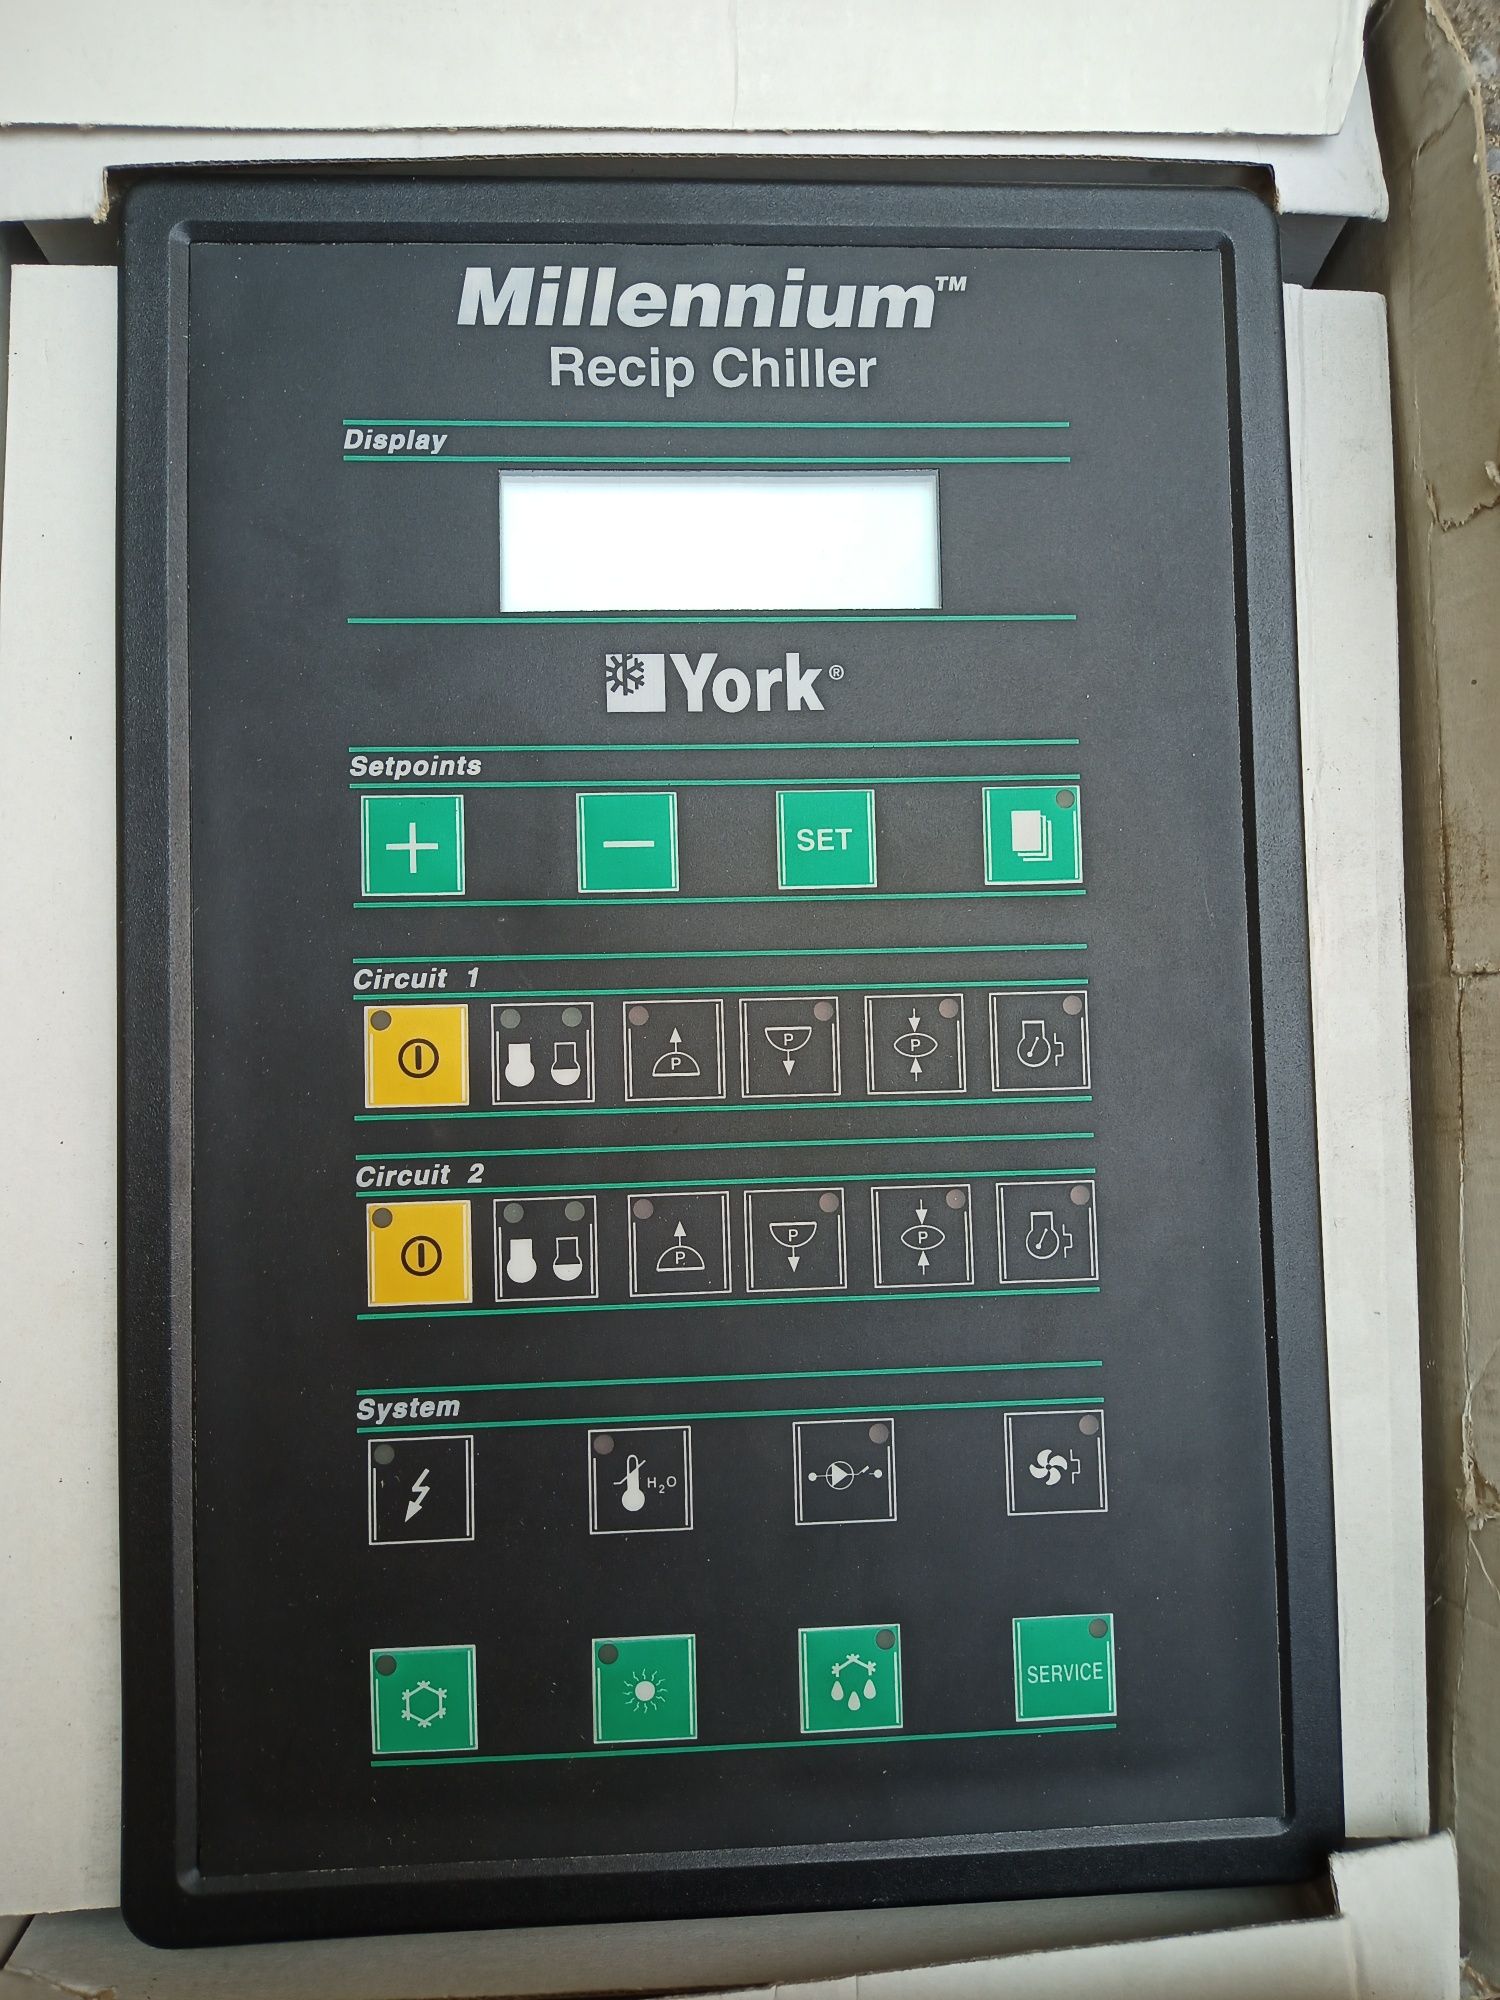 Millennium™
Recip Chiller
Display
York®
Setpoints
+ − SET
Circuit 1
P P P
Circuit 2
P P P
System
H₂O
SERVICE